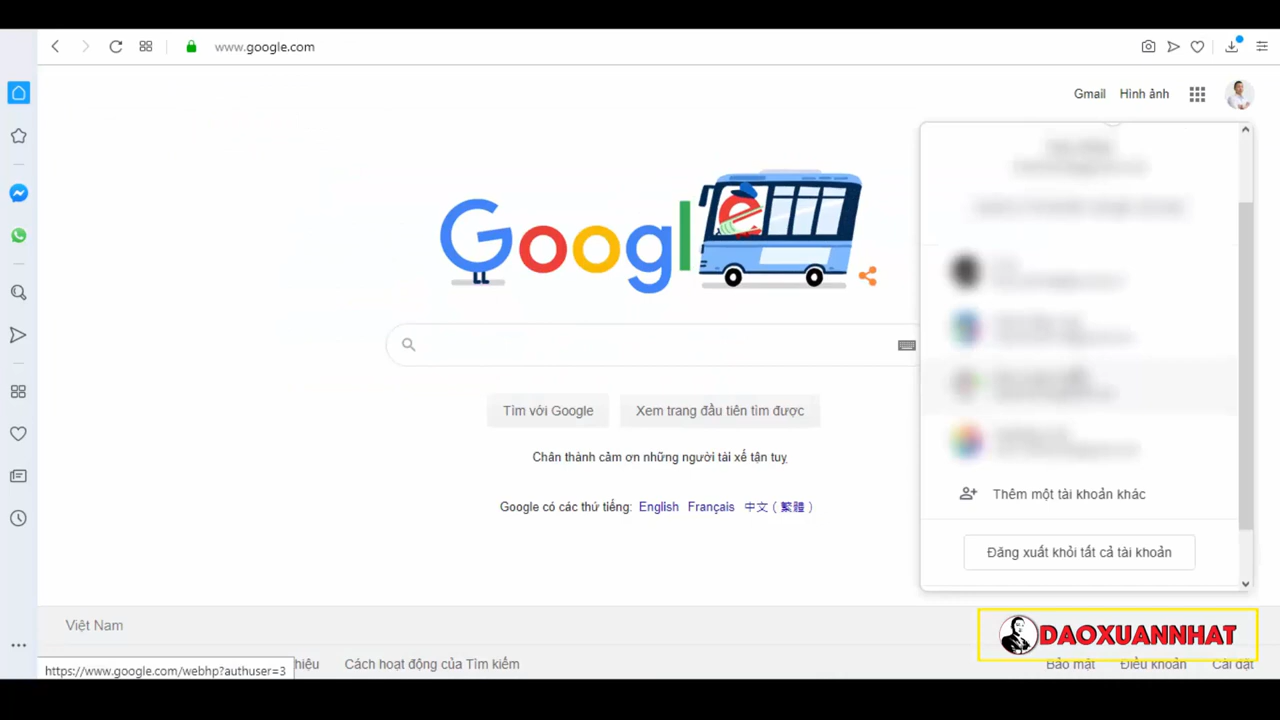 www.google.com
Gmail Hình ảnh
Googl
Tìm với Google Xem trang đầu tiên tìm được
Chân thành cảm ơn những người tài xế tận tuỵ
Google có các thứ tiếng: English Français 中文（繁體）
Thêm một tài khoản khác
Đăng xuất khỏi tất cả tài khoản
Việt Nam
DAOXUANNHAT
hiệu Cách hoạt động của Tìm kiếm Bảo mật Điều khoản Cài đặt
https://www.google.com/webhp?authuser=3